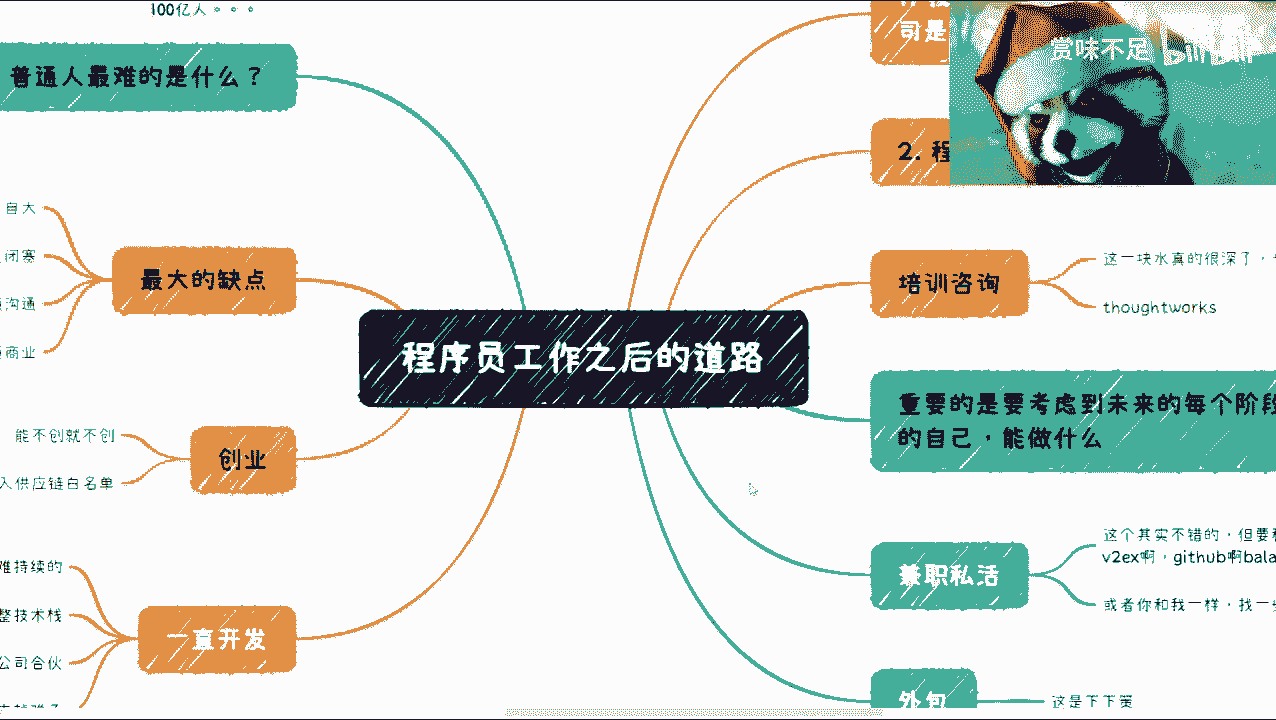 100亿人。。。
普通人最难的是什么？
自大
闭塞
沟通
商业
最大的缺点
能不创就不创
入供应链白名单
创业
难持续的
整技术栈
公司合伙
一直开发
程序员工作之后的道路
司是
赏味不足
bilibili
2. 程
培训咨询
这一块水真的很深了，
thoughtworks
重要的是要考虑到未来的每个阶段
的自己，能做什么
兼职私活
这个其实不错的，但要
v2ex啊，github啊bala
或者你和我一样，找一
外包
这是下下策